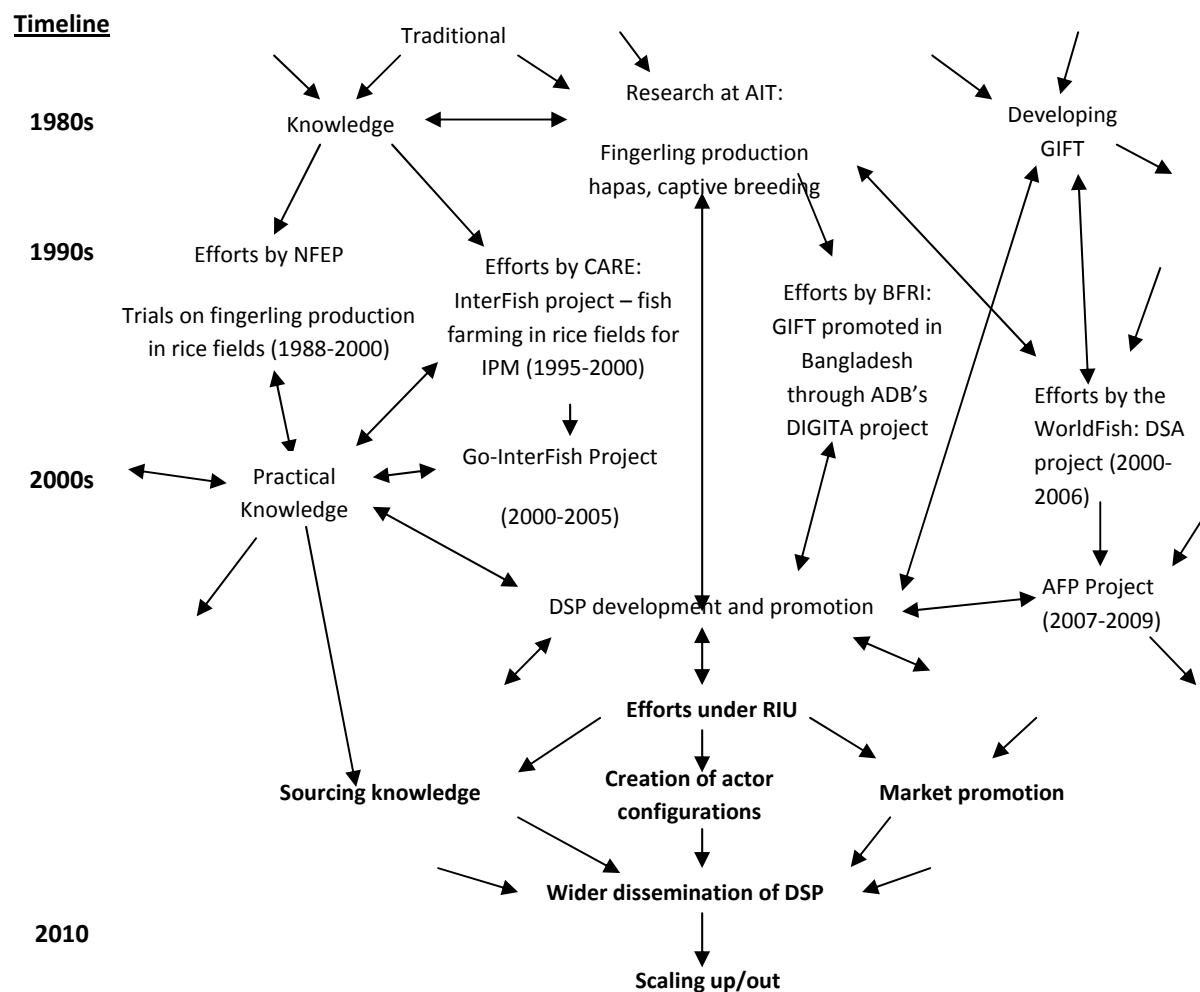 Timeline
Traditional
1980s
Knowledge
Research at AIT:
Fingerling production
hapas, captive breeding
Developing
GIFT
1990s
Efforts by NFEP
Trials on fingerling production
in rice fields (1988-2000)
Efforts by CARE:
InterFish project – fish
farming in rice fields for
IPM (1995-2000)
Efforts by BFRI:
GIFT promoted in
Bangladesh
through ADB’s
DIGITA project
Efforts by the
WorldFish: DSA
project (2000-
2006)
2000s
Practical
Knowledge
Go-InterFish Project
(2000-2005)
DSP development and promotion
AFP Project
(2007-2009)
Efforts under RIU
Sourcing knowledge
Creation of actor
configurations
Market promotion
Wider dissemination of DSP
2010
Scaling up/out